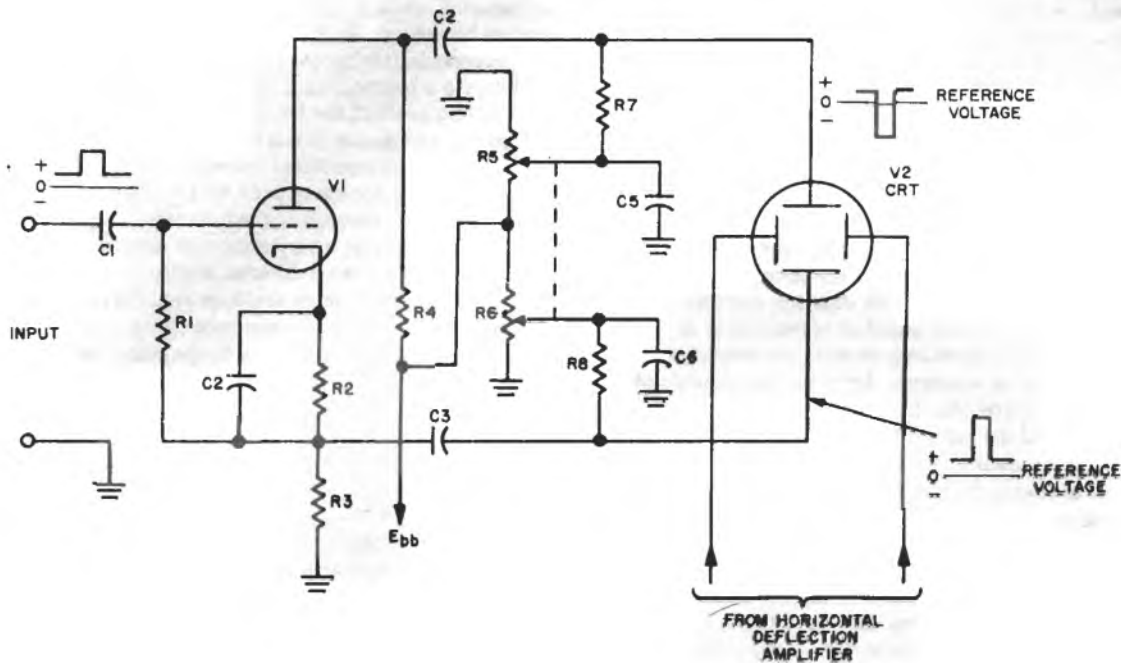 C2
R7
+
0
-
REFERENCE
VOLTAGE
+
0
-
V1
R5
V2
CRT
C1
C5
INPUT
R1
R4
R6
C2
R2
R8
C6
C3
+
0
-
REFERENCE
VOLTAGE
R3
Ebb
FROM HORIZONTAL
DEFLECTION
AMPLIFIER